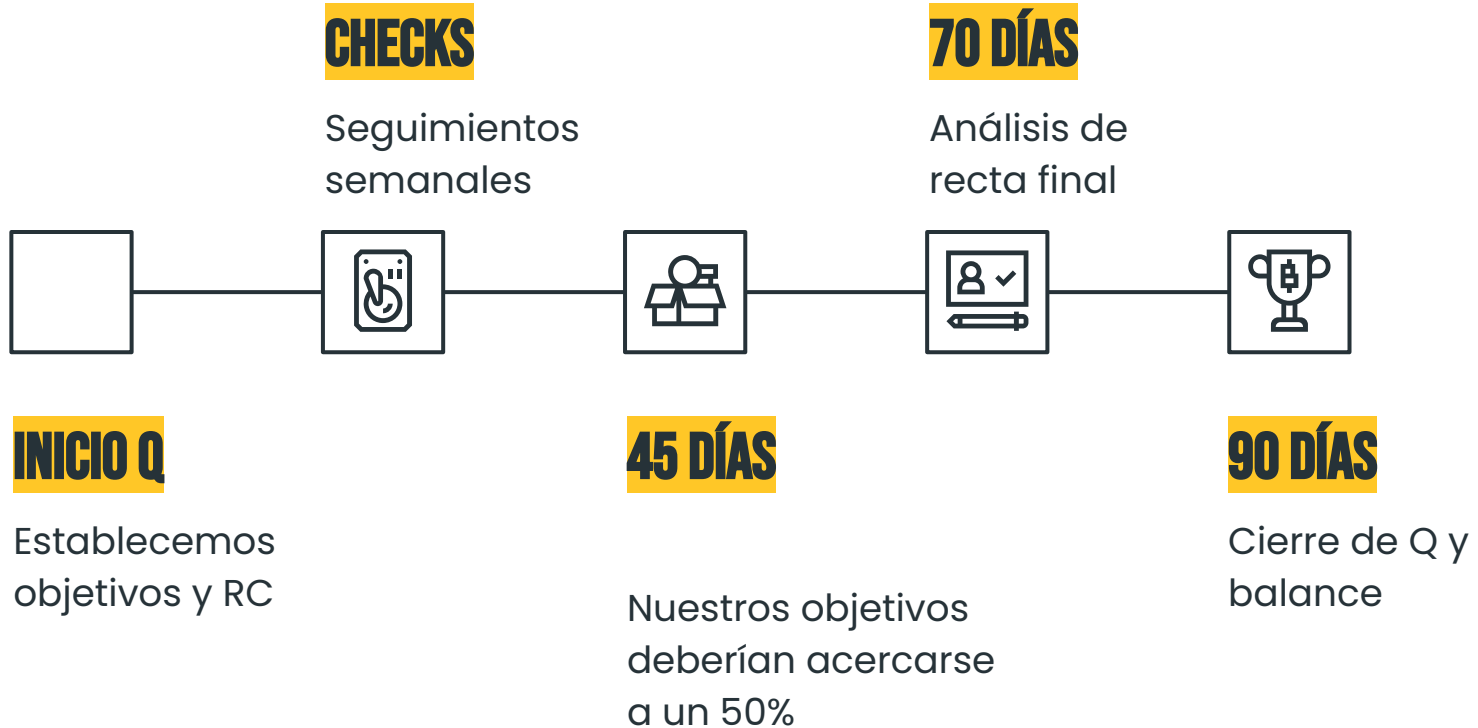 CHECKS
Seguimientos
semanales
70 DÍAS
Análisis de
recta final
INICIO Q
Establecemos
objetivos y RC
45 DÍAS
Nuestros objetivos
deberían acercarse
a un 50%
90 DÍAS
Cierre de Q y
balance